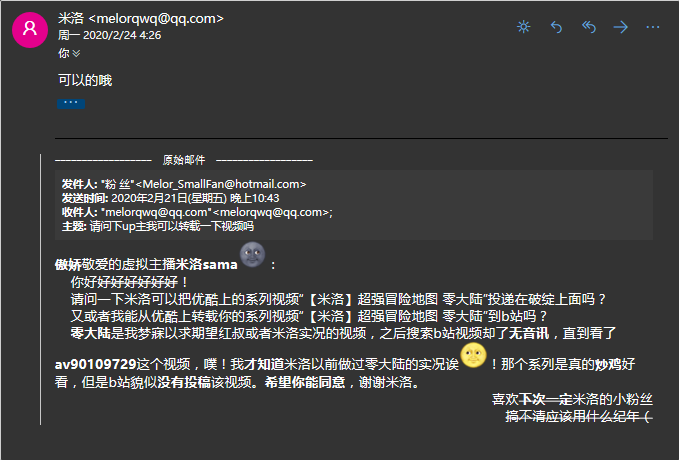 米洛 <melorqwq@qq.com>
周一 2020/2/24 4:26
你
可以的哦
原始邮件
发件人: "粉 丝"<Melor_SmallFan@hotmail.com>
发送时间: 2020年2月21日(星期五) 晚上10:43
收件人: "melorqwq@qq.com"<melorqwq@qq.com>;
主题: 请问下up主我可以转载一下视频吗
傲娇敬爱的虚拟主播米洛sama🌚：
你好好好好好好好！
请问一下米洛可以把优酷上的系列视频“【米洛】超强冒险地图 零大陆”投递在破绽上面吗？
又或者我能从优酷上转载你的系列视频“【米洛】超强冒险地图 零大陆”到b站吗？
零大陆是我梦寐以求期望红叔或者米洛实况的视频，之后搜索b站视频却了无音讯，直到看了
av90109729这个视频，噗！我才知道米洛以前做过零大陆的实况诶🌝！那个系列是真的炒鸡好
看，但是b站貌似没有投稿该视频。希望你能同意，谢谢米洛。
喜欢下次一定米洛的小粉丝
搞不清应该用什么纪年（